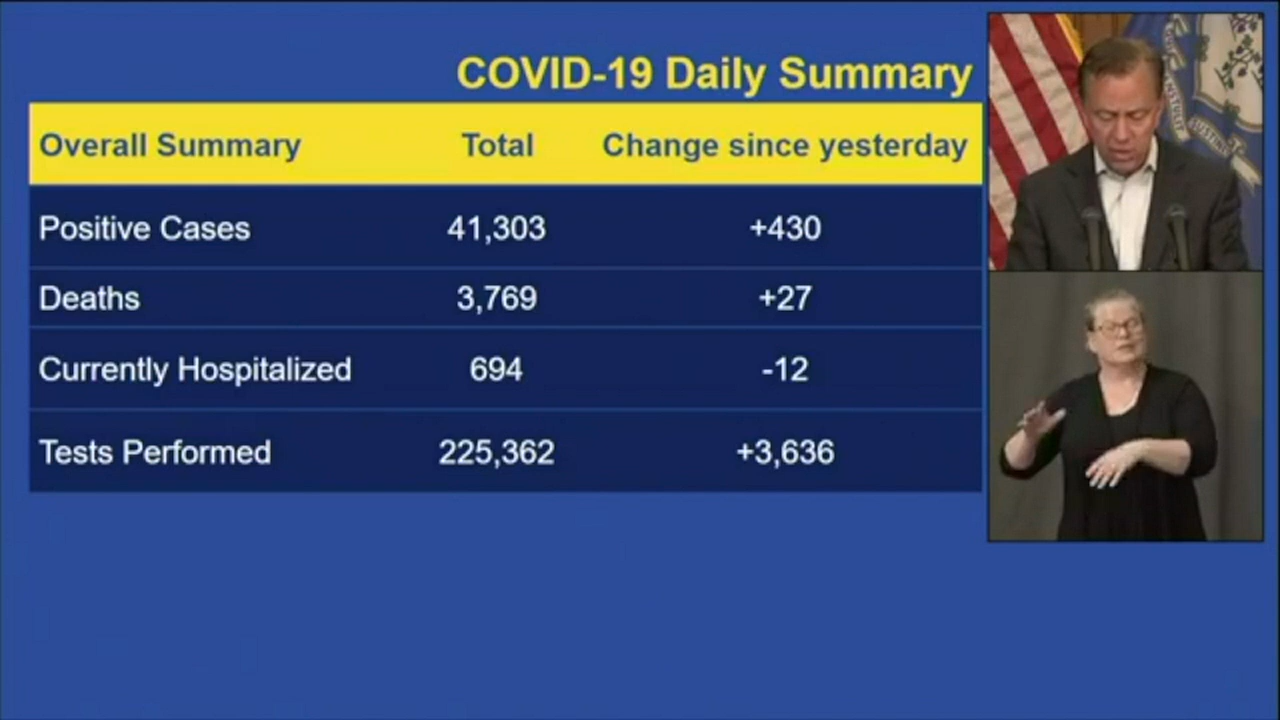 COVID-19 Daily Summary
Overall Summary Total Change since yesterday
Positive Cases 41,303 +430
Deaths 3,769 +27
Currently Hospitalized 694 -12
Tests Performed 225,362 +3,636